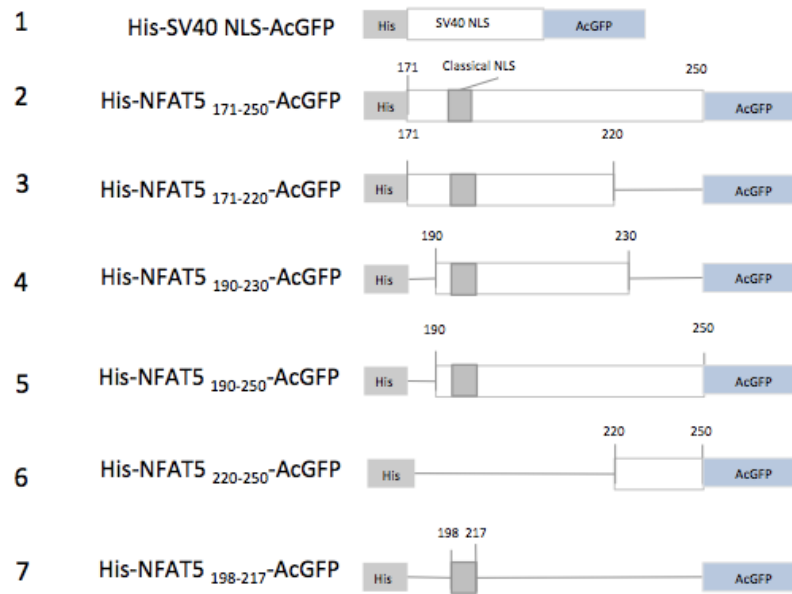 1 His-SV40 NLS-AcGFP His SV40 NLS AcGFP
171 Classical NLS 250
2 His-NFAT5 171-250-AcGFP His AcGFP
171 220
3 His-NFAT5 171-220-AcGFP His AcGFP
190 230
4 His-NFAT5 190-230-AcGFP His AcGFP
190 250
5 His-NFAT5 190-250-AcGFP His AcGFP
220 250
6 His-NFAT5 220-250-AcGFP His AcGFP
198 217
7 His-NFAT5 198-217-AcGFP His AcGFP